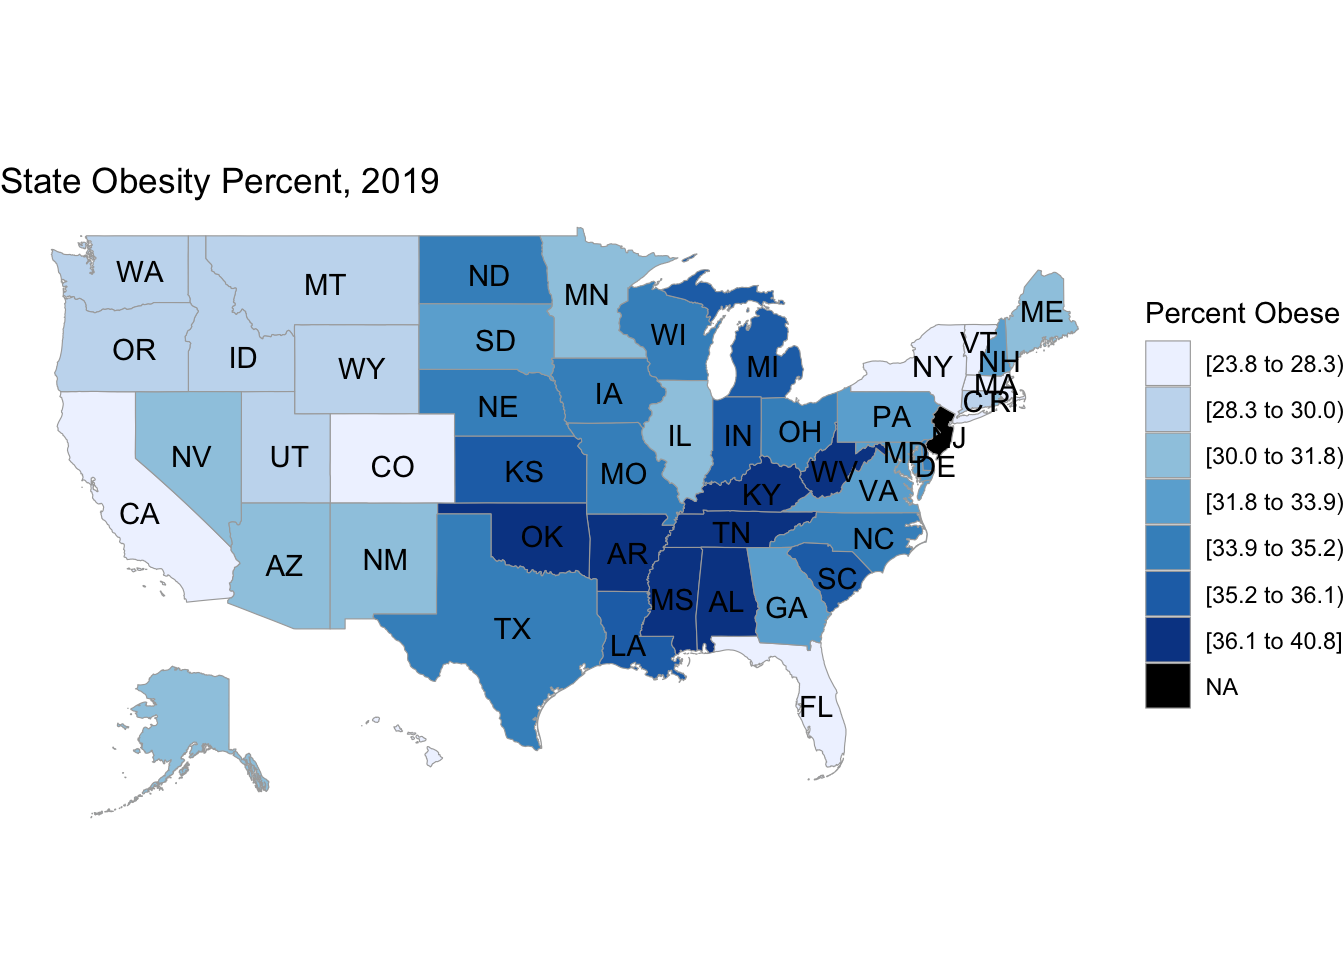 State Obesity Percent, 2019
WA
MT
ND
MN
ME
OR
ID
WY
SD
WI
MI
NY
VT
NH
MA
CT
RI
NE
IA
PA
NJ
NV
UT
CO
KS
MO
IL
IN
OH
WV
MD
DE
VA
KY
CA
AZ
NM
OK
AR
TN
NC
SC
TX
LA
MS
AL
GA
FL
Percent Obese
[23.8 to 28.3)
[28.3 to 30.0)
[30.0 to 31.8)
[31.8 to 33.9)
[33.9 to 35.2)
[35.2 to 36.1)
[36.1 to 40.8]
NA